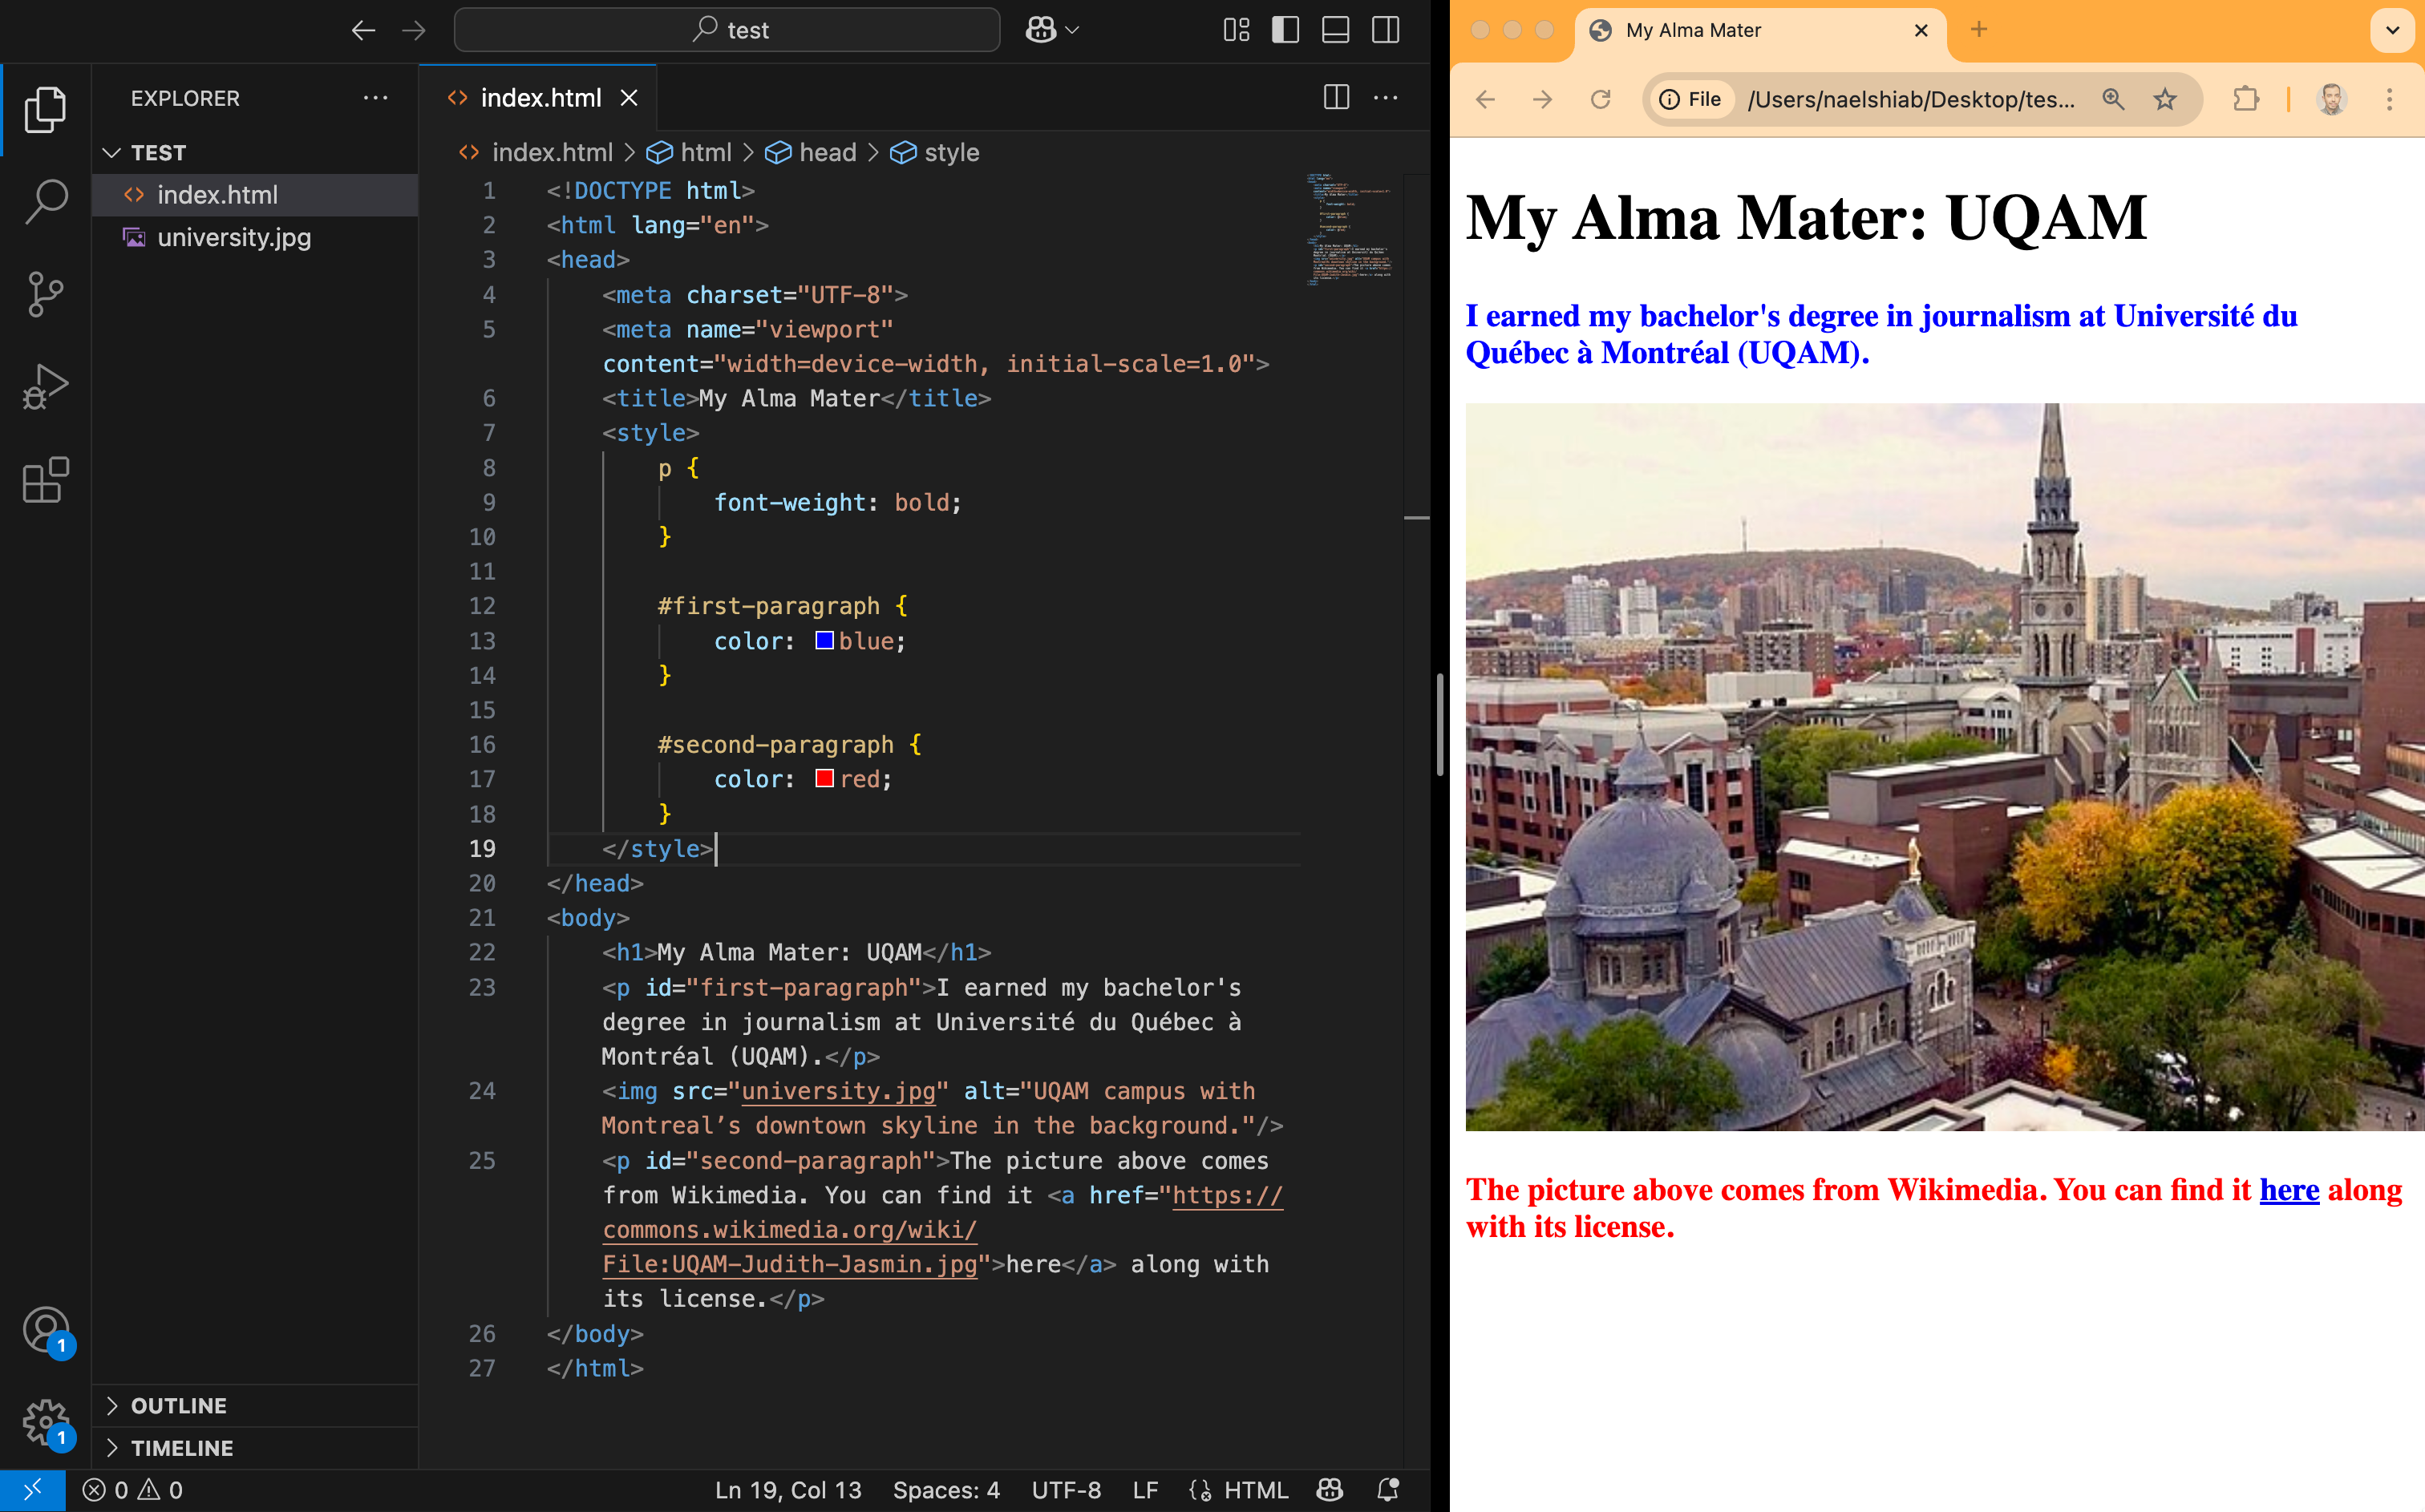 test
EXPLORER
TEST
index.html
university.jpg
index.html
index.html > html > head > style
1 <!DOCTYPE html>
2 <html lang="en">
3 <head>
4 <meta charset="UTF-8">
5 <meta name="viewport"
content="width=device-width, initial-scale=1.0">
6 <title>My Alma Mater</title>
7 <style>
8 p {
9 font-weight: bold;
10 }
11
12 #first-paragraph {
13 color: blue;
14 }
15
16 #second-paragraph {
17 color: red;
18 }
19 </style>
20 </head>
21 <body>
22 <h1>My Alma Mater: UQAM</h1>
23 <p id="first-paragraph">I earned my bachelor's
degree in journalism at Université du Québec à
Montréal (UQAM).</p>
24 <img src="university.jpg" alt="UQAM campus with
Montreal’s downtown skyline in the background."/>
25 <p id="second-paragraph">The picture above comes
from Wikimedia. You can find it <a href="https://
commons.wikimedia.org/wiki/
File:UQAM-Judith-Jasmin.jpg">here</a> along with
its license.</p>
26 </body>
27 </html>
1
1
OUTLINE
TIMELINE
0 0
Ln 19, Col 13 Spaces: 4 UTF-8 LF HTML
My Alma Mater
File /Users/naelshiab/Desktop/tes...
My Alma Mater: UQAM
I earned my bachelor's degree in journalism at Université du
Québec à Montréal (UQAM).
The picture above comes from Wikimedia. You can find it here along
with its license.